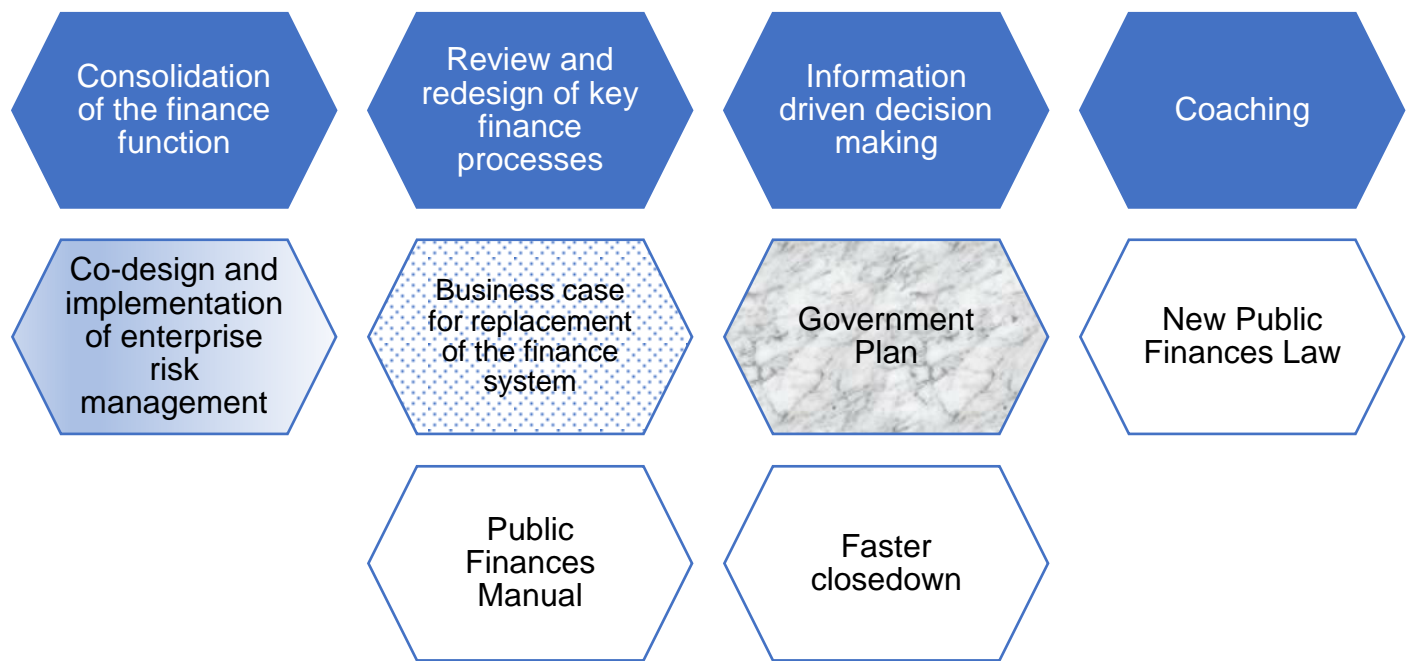 Consolidation
of the finance
function
Review and
redesign of key
finance
processes
Information
driven decision
making
Coaching
Co-design and
implementation
of enterprise
risk
management
Business case
for replacement
of the finance
system
Government
Plan
New Public
Finances Law
Public
Finances
Manual
Faster
closedown